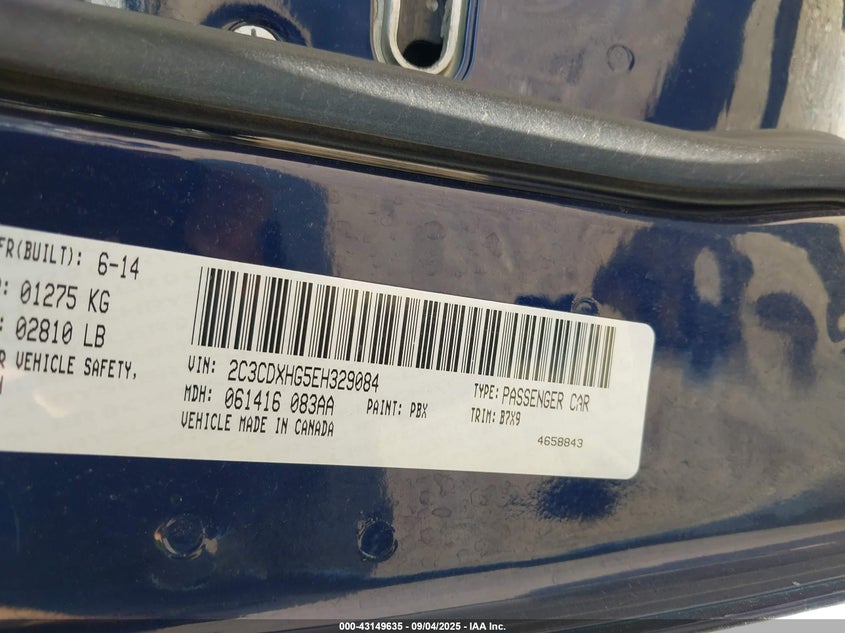 FR(BUILT): 6-14
: 01275 KG
: 02810 LB
VEHICLE SAFETY,
VIN: 2C3CDXHG5EH329084
MDH: 061416 083AA
PAINT: PBX
VEHICLE MADE IN CANADA
TYPE: PASSENGER CAR
TRIM: B7X9
4658843
000-43149635 - 09/04/2025 - IAA Inc.